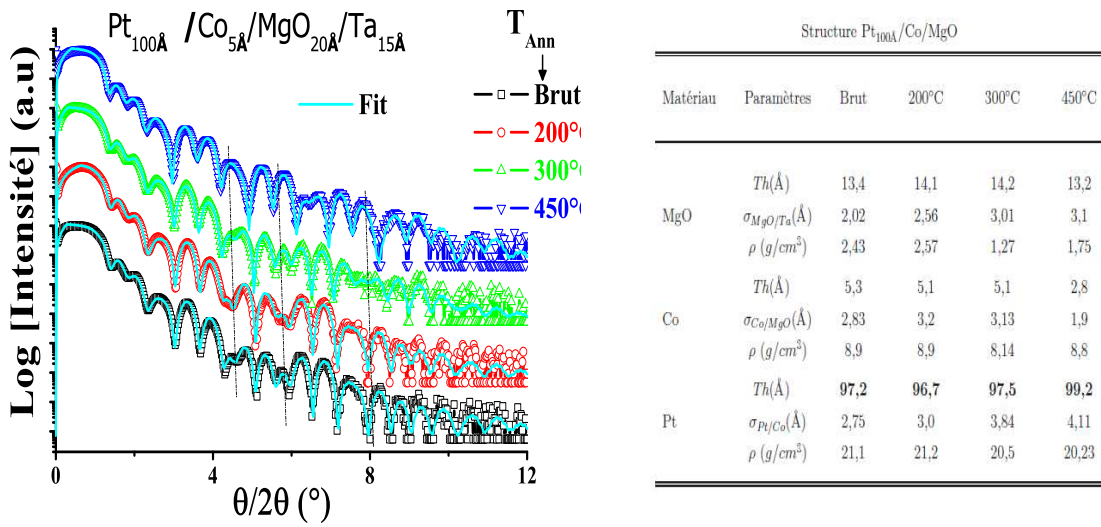 Pt100Å /Co5Å/MgO20Å/Ta15Å
TAnn
Fit
Brut
200°C
300°C
450°C
Log [Intensité] (a.u)
0 2 4 6 8 10 12
θ/2θ (°)
Structure Pt100Å/Co/MgO
Matériau Paramètres Brut 200°C 300°C 450°C
Th(Å) 13,4 14,1 14,2 13,2
MgO σMgO/Ta(Å) 2,02 2,56 3,01 3,1
ρ (g/cm³) 2,43 2,57 1,27 1,75
Th(Å) 5,3 5,1 5,1 2,8
Co σCo/MgO(Å) 2,83 3,2 3,13 1,9
ρ (g/cm³) 8,9 8,9 8,14 8,8
Th(Å) 97,2 96,7 97,5 99,2
Pt σPt/Co(Å) 2,75 3,0 3,84 4,11
ρ (g/cm³) 21,1 21,2 20,5 20,23